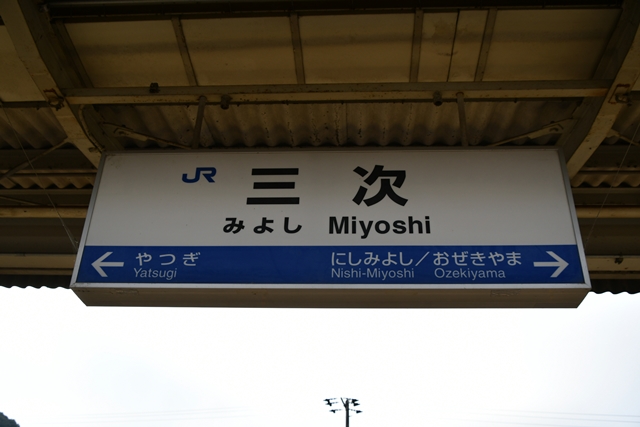 JR 三次
みよし Miyoshi
← やつぎ にしみよし/おぜきやま →
Yatsugi Nishi-Miyoshi Ozekiyama